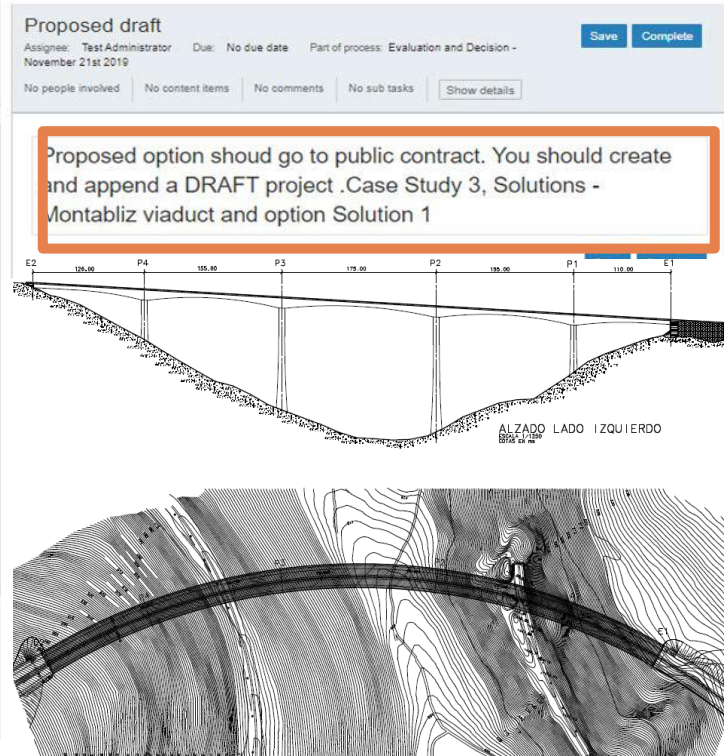 Proposed draft
Assignee: Test Administrator Due: No due date Part of process: Evaluation and Decision -
November 21st 2019
Save Complete
No people involved No content items No comments No sub tasks Show details
Proposed option shoud go to public contract. You should create
and append a DRAFT project .Case Study 3, Solutions -
Montabliz viaduct and option Solution 1
E2 P4 P3 P2 P1 E1
126.00 155.00 175.00 155.00 110.00
ALZADO LADO IZQUIERDO
ESCALA 1/1250
COTAS EN m
E1